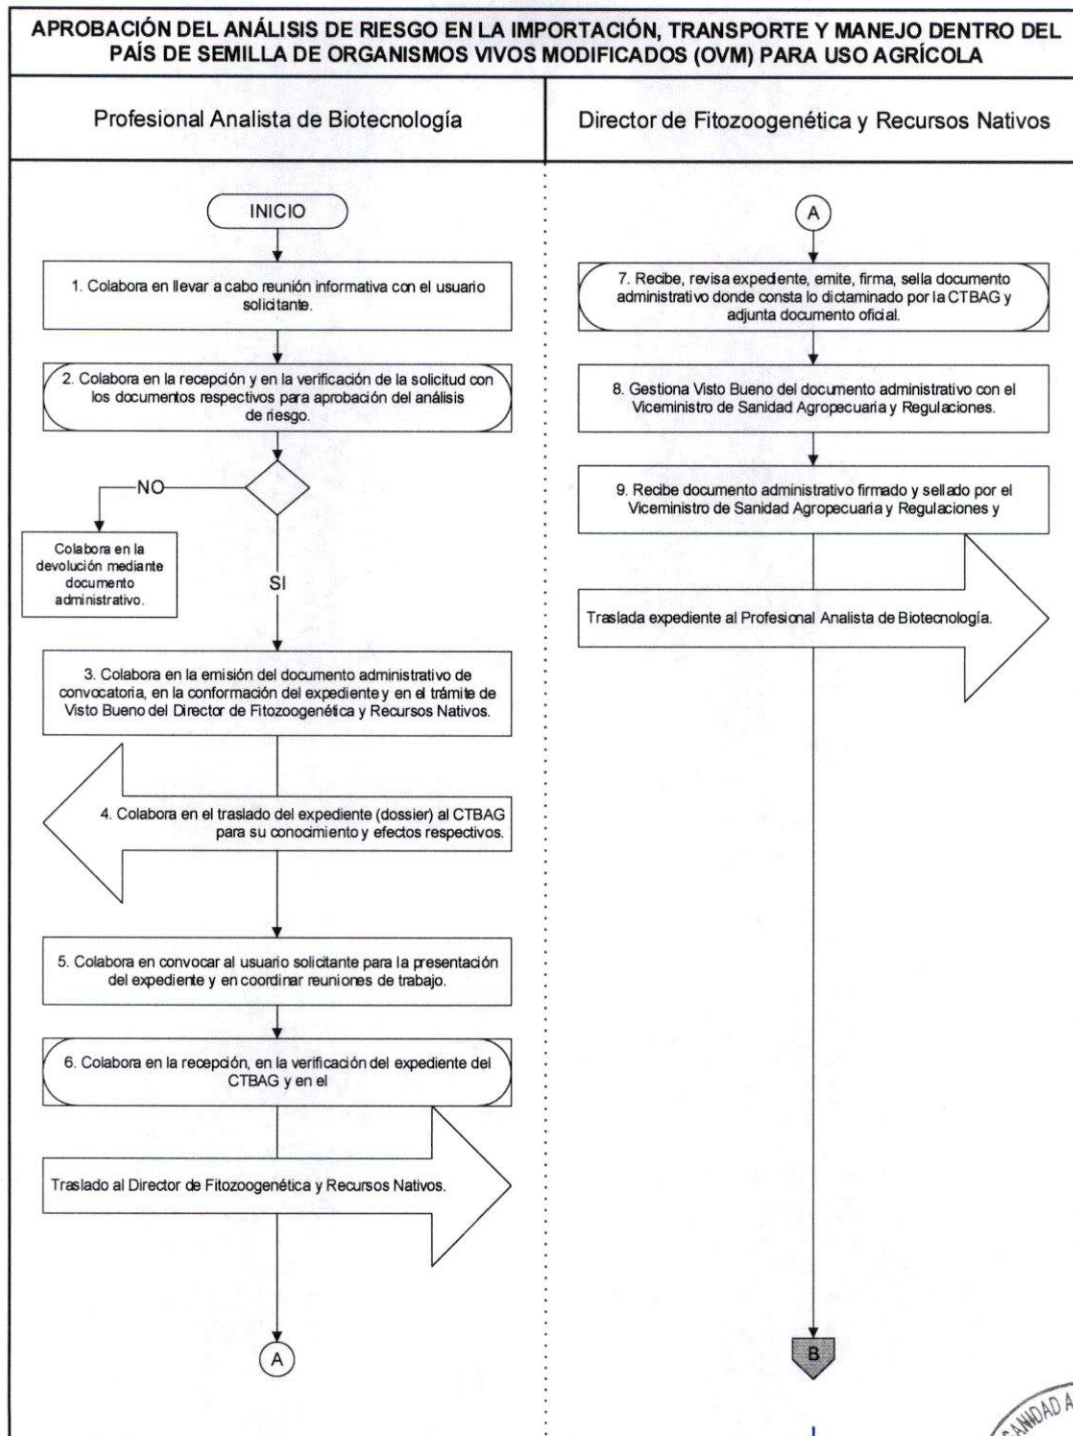 APROBACIÓN DEL ANÁLISIS DE RIESGO EN LA IMPORTACIÓN, TRANSPORTE Y MANEJO DENTRO DEL
PAÍS DE SEMILLA DE ORGANISMOS VIVOS MODIFICADOS (OVM) PARA USO AGRÍCOLA
Profesional Analista de Biotecnología
INICIO
1. Colabora en llevar a cabo reunión informativa con el usuario
solicitante.
2. Colabora en la recepción y en la verificación de la solicitud con
los documentos respectivos para aprobación del análisis
de riesgo.
NO
Colabora en la
devolución mediante
documento
administrativo.
SI
3. Colabora en la emisión del documento administrativo de
convocatoria, en la conformación del expediente y en el trámite de
Visto Bueno del Director de Fitozoogenética y Recursos Nativos.
4. Colabora en el traslado del expediente (dossier) al CTBAG
para su conocimiento y efectos respectivos.
5. Colabora en convocar al usuario solicitante para la presentación
del expediente y en coordinar reuniones de trabajo.
6. Colabora en la recepción, en la verificación del expediente del
CTBAG y en el
Traslado al Director de Fitozoogenética y Recursos Nativos.
A
Director de Fitozoogenética y Recursos Nativos
A
7. Recibe, revisa expediente, emite, firma, sella documento
administrativo donde consta lo dictaminado por la CTBAG y
adjunta documento oficial.
8. Gestiona Visto Bueno del documento administrativo con el
Viceministro de Sanidad Agropecuaria y Regulaciones.
9. Recibe documento administrativo firmado y sellado por el
Viceministro de Sanidad Agropecuaria y Regulaciones y
Traslada expediente al Profesional Analista de Biotecnología.
B
SANIDAD A